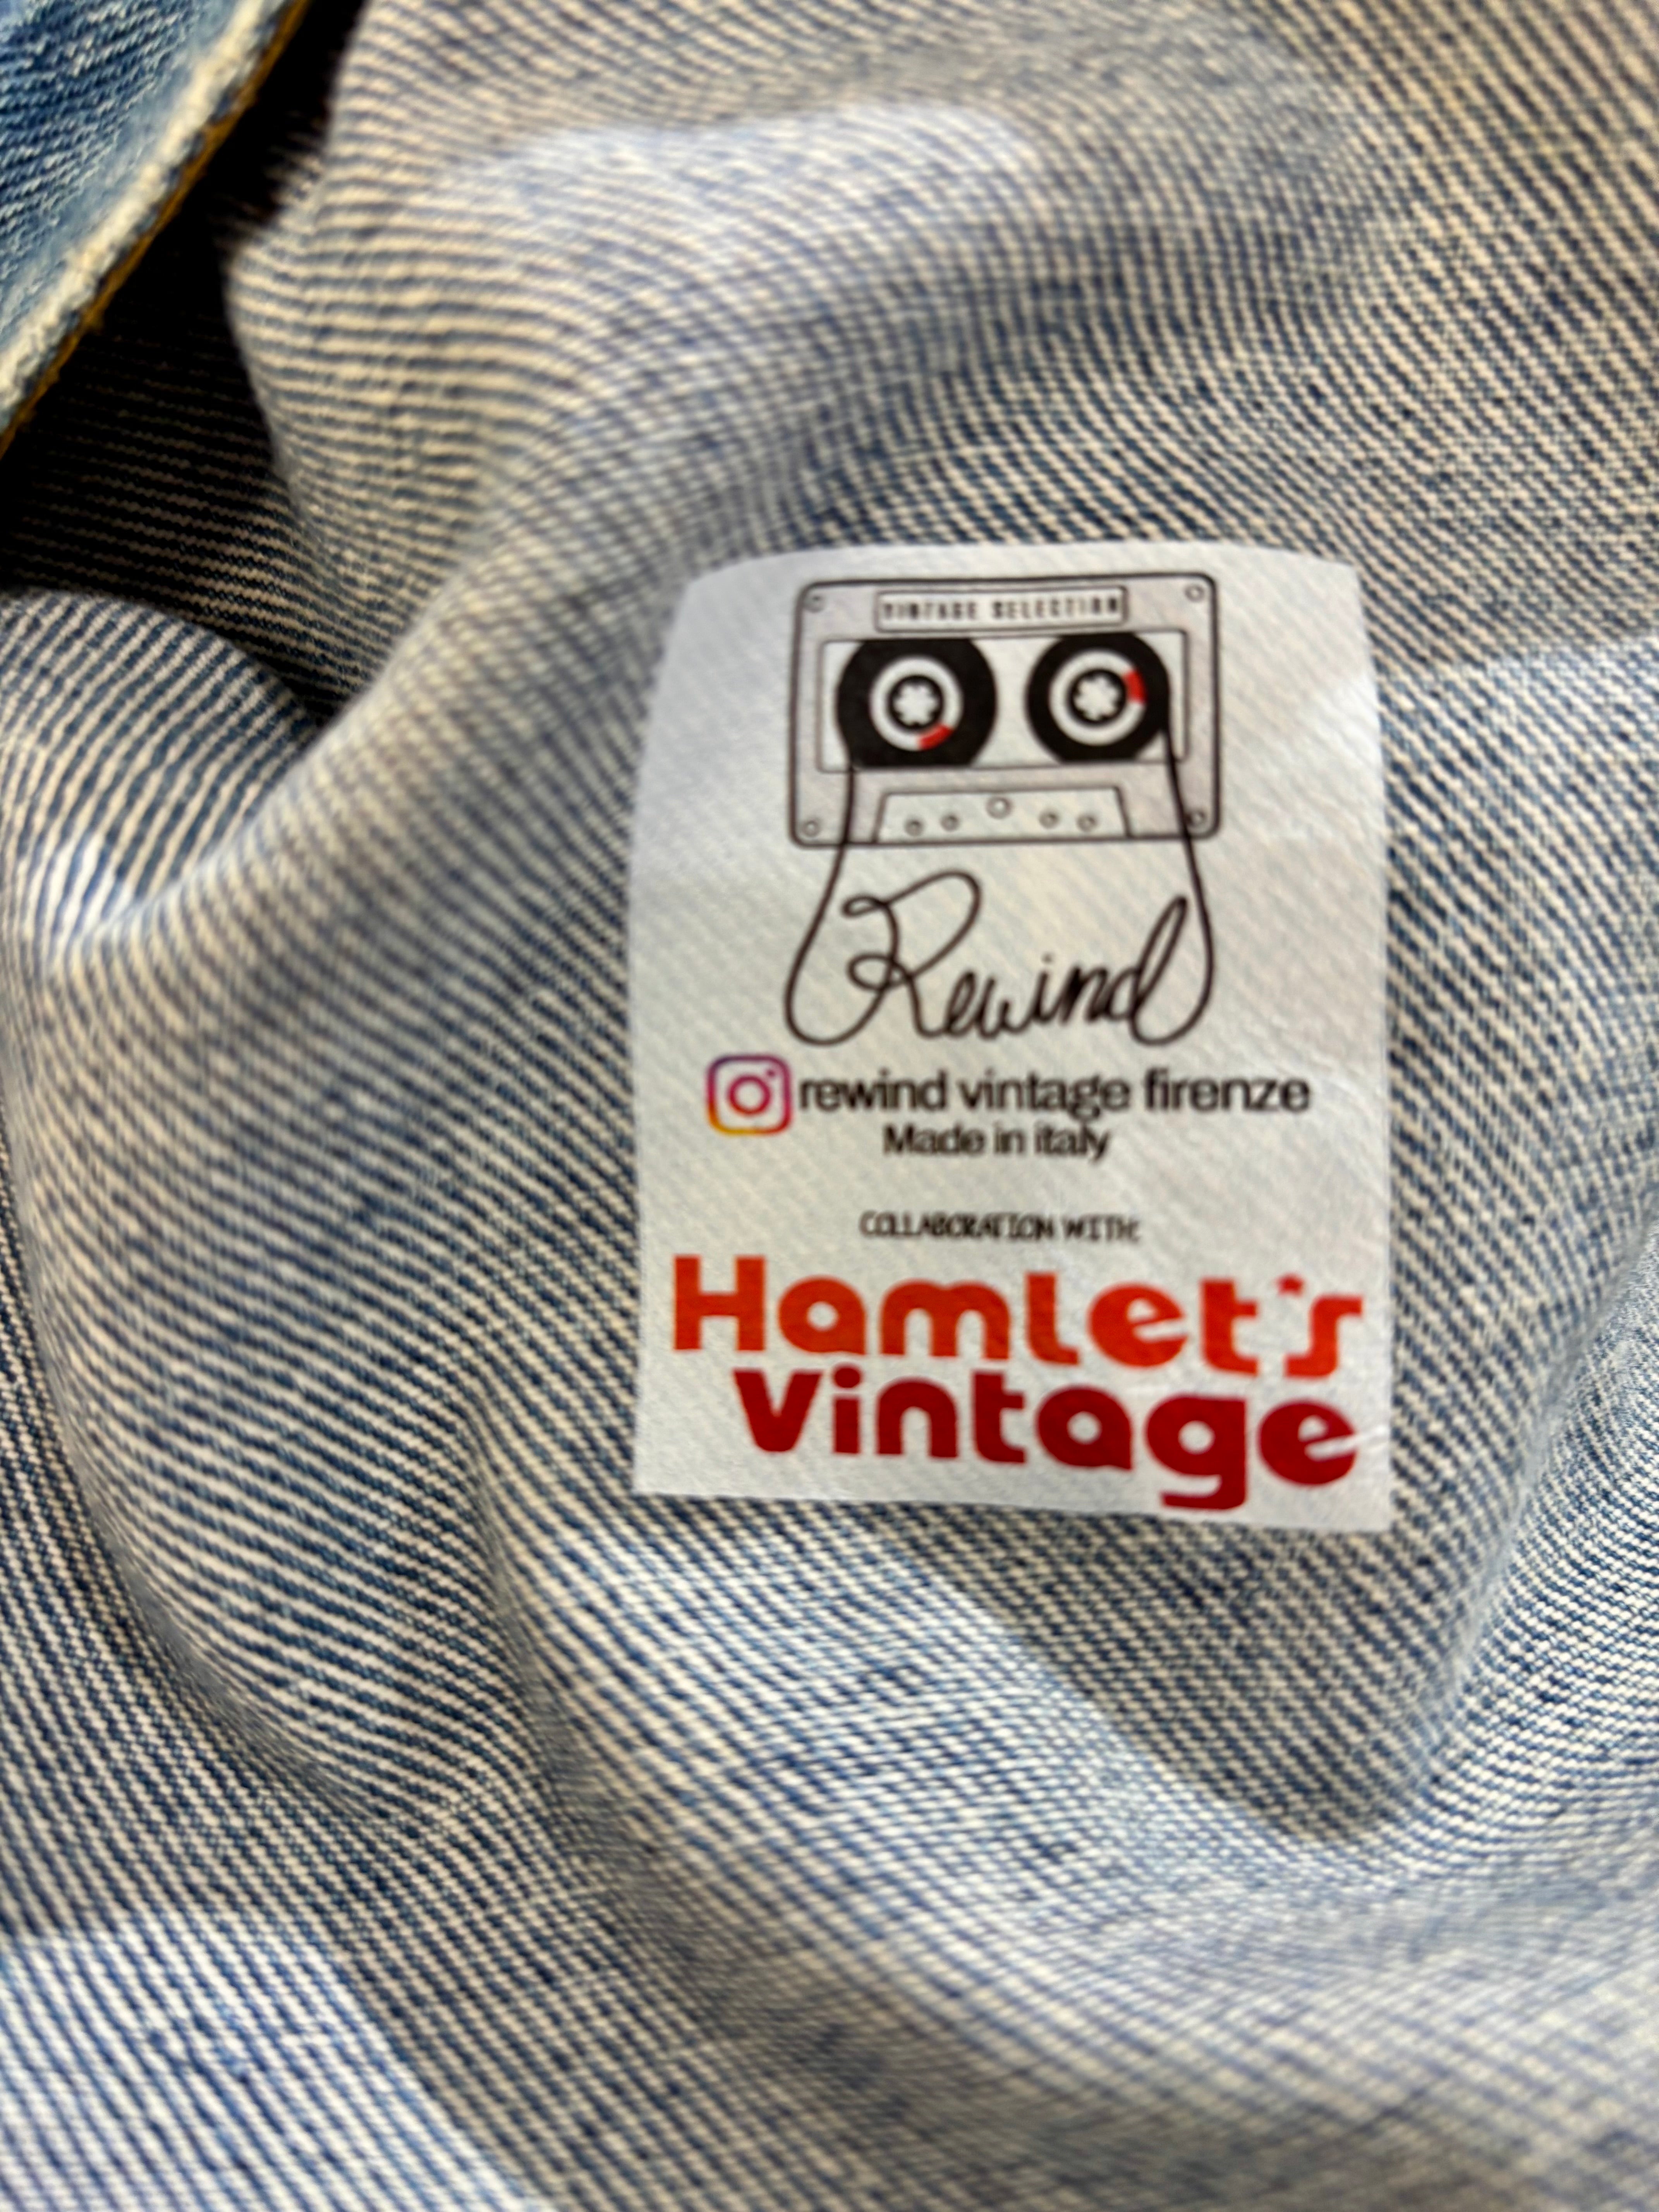 VINTAGE SELECTION
Rewind
rewind vintage firenze
Made in italy
COLLABORATION WITH:
Hamlet's
Vintage